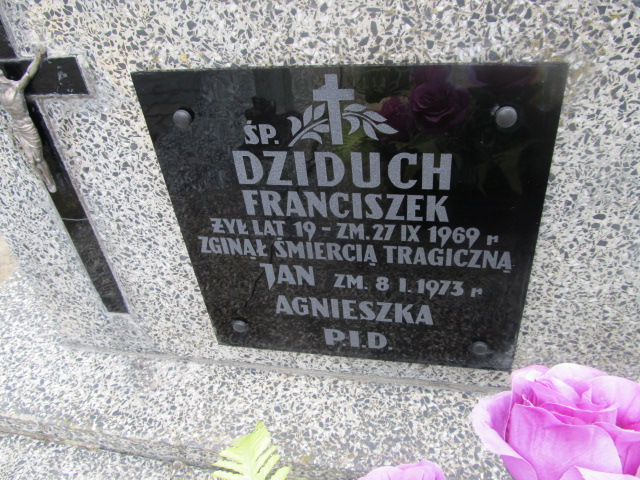 ŚP.
DZIDUCH
FRANCISZEK
ŻYŁ LAT 19 - ZM. 27 IX 1969 r
ZGINĄŁ ŚMIERCIĄ TRAGICZNĄ
JAN ZM. 8 I. 1973 r
AGNIESZKA
P.I.D.